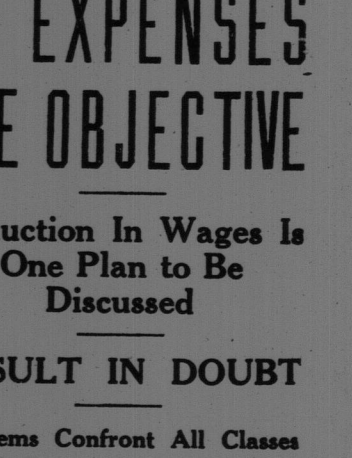 EXPENSES
E OBJECTIVE
uction In Wages Is
One Plan to Be
Discussed
SULT IN DOUBT
ems Confront All Classes